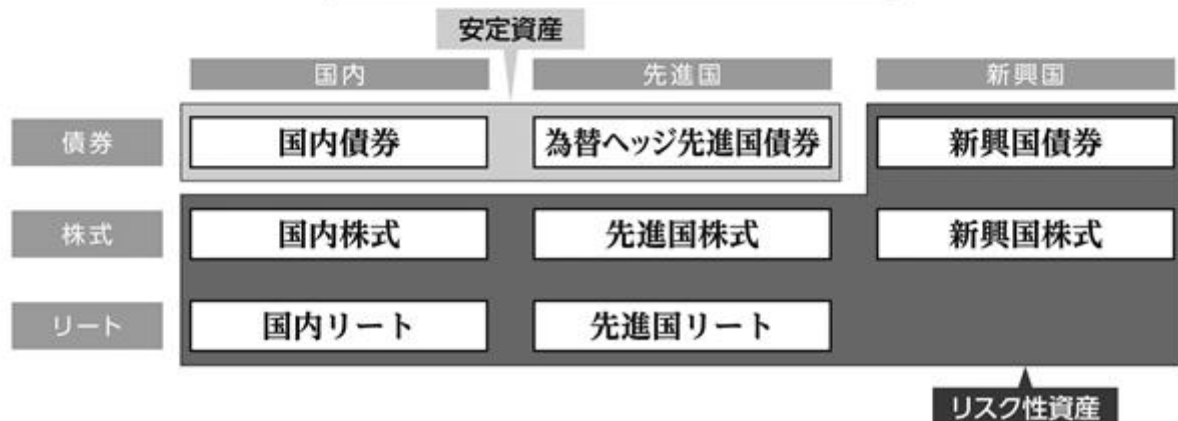 安定資産
国内 先進国 新興国
債券 国内債券 為替ヘッジ先進国債券 新興国債券
株式 国内株式 先進国株式 新興国株式
リート 国内リート 先進国リート
リスク性資産